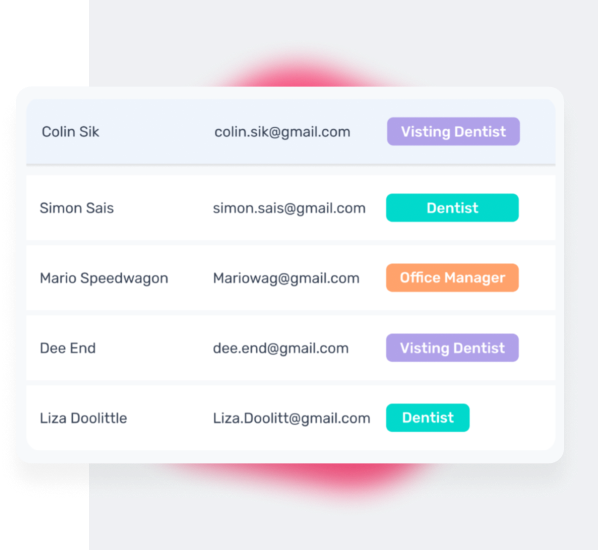 Colin Sik colin.sik@gmail.com Visting Dentist
Simon Sais simon.sais@gmail.com Dentist
Mario Speedwagon Mariowag@gmail.com Office Manager
Dee End dee.end@gmail.com Visting Dentist
Liza Doolittle Liza.Doolitt@gmail.com Dentist